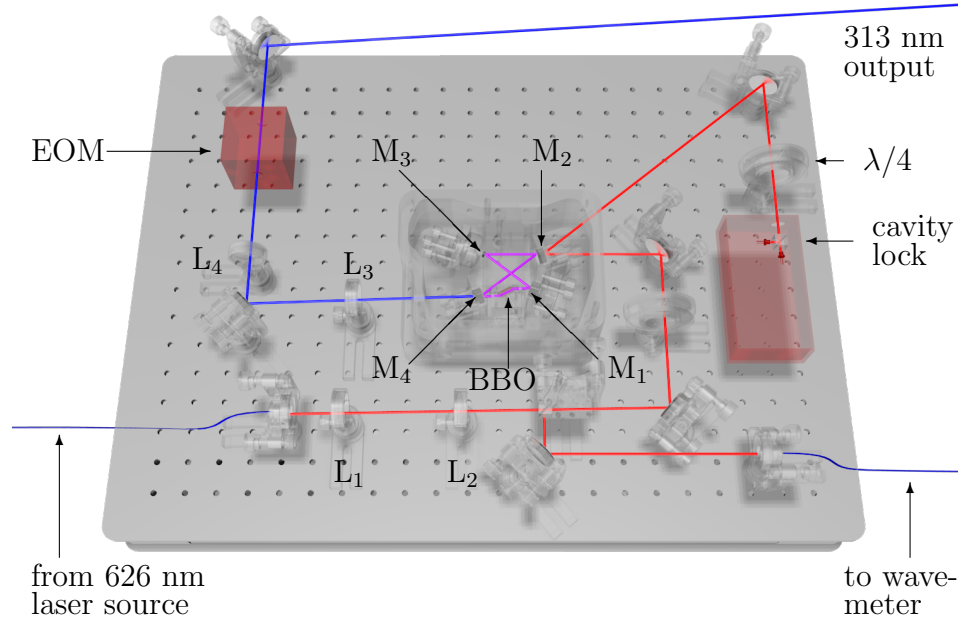 313 nm
output
EOM
M3
M2
λ/4
cavity
lock
L4
L3
M4
BBO
M1
L1
L2
from 626 nm
laser source
to wave-
meter